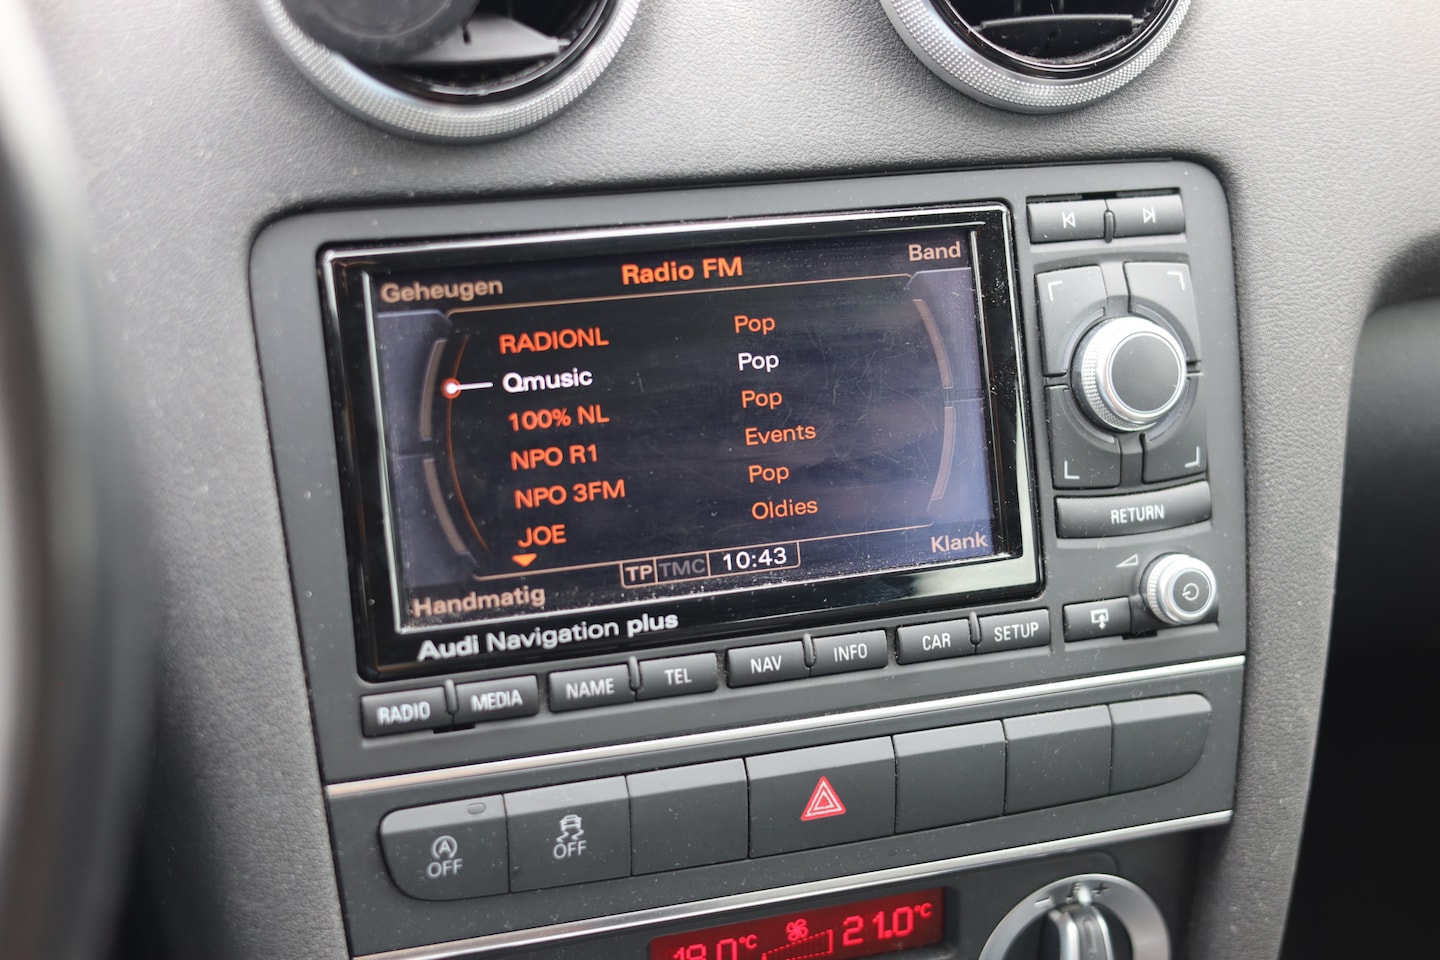 Geheugen Radio FM Band
RADIONL Pop
Qmusic Pop
100% NL Pop
NPO R1 Events
NPO 3FM Pop
JOE Oldies
Handmatig TP TMC 10:43 Klank
Audi Navigation plus
RETURN
RADIO MEDIA NAME TEL NAV INFO CAR SETUP
A OFF
OFF
18.0°C 21.0°C